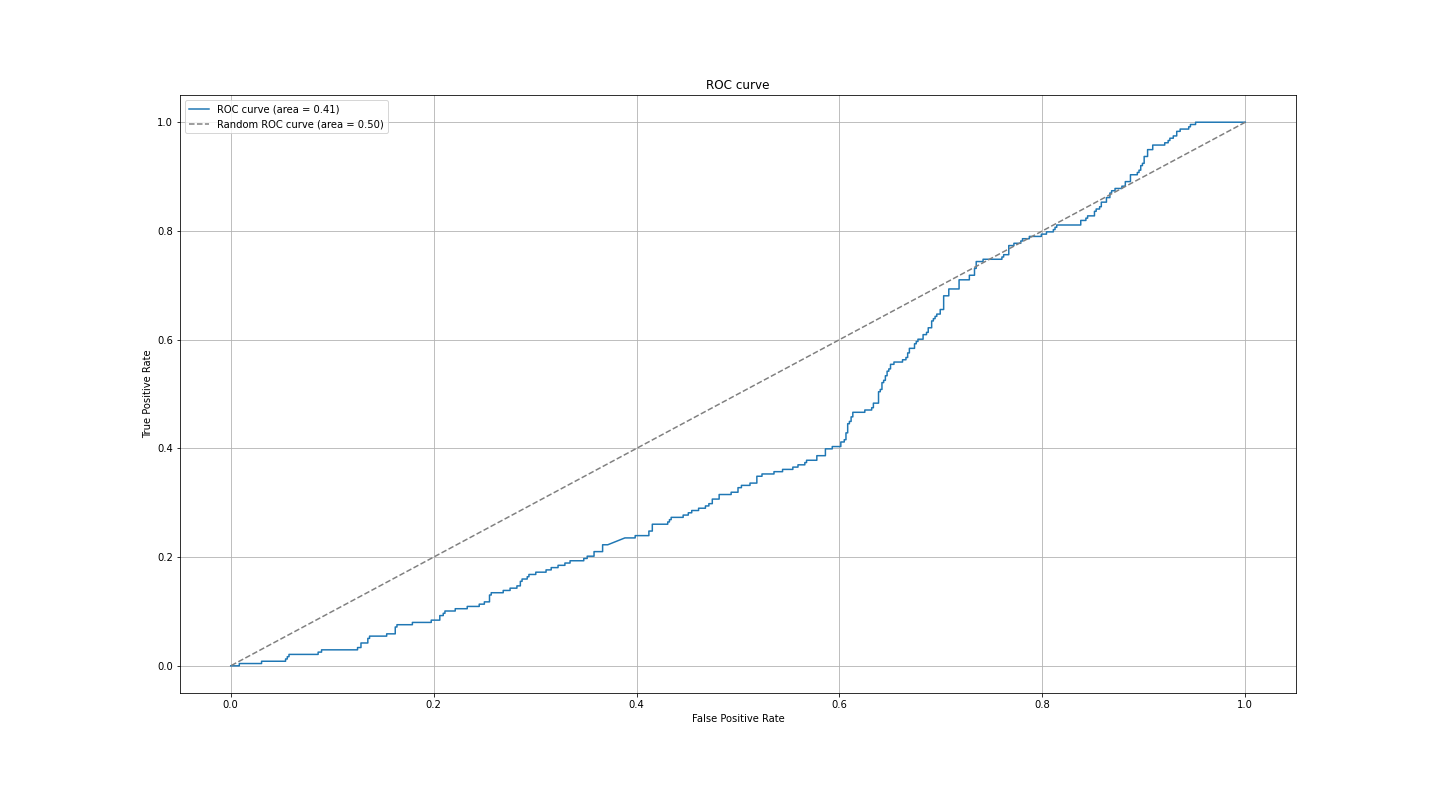 ROC curve
ROC curve (area = 0.41)
Random ROC curve (area = 0.50)
1.0
0.8
0.6
0.4
0.2
0.0
True Positive Rate
0.0 0.2 0.4 0.6 0.8 1.0
False Positive Rate